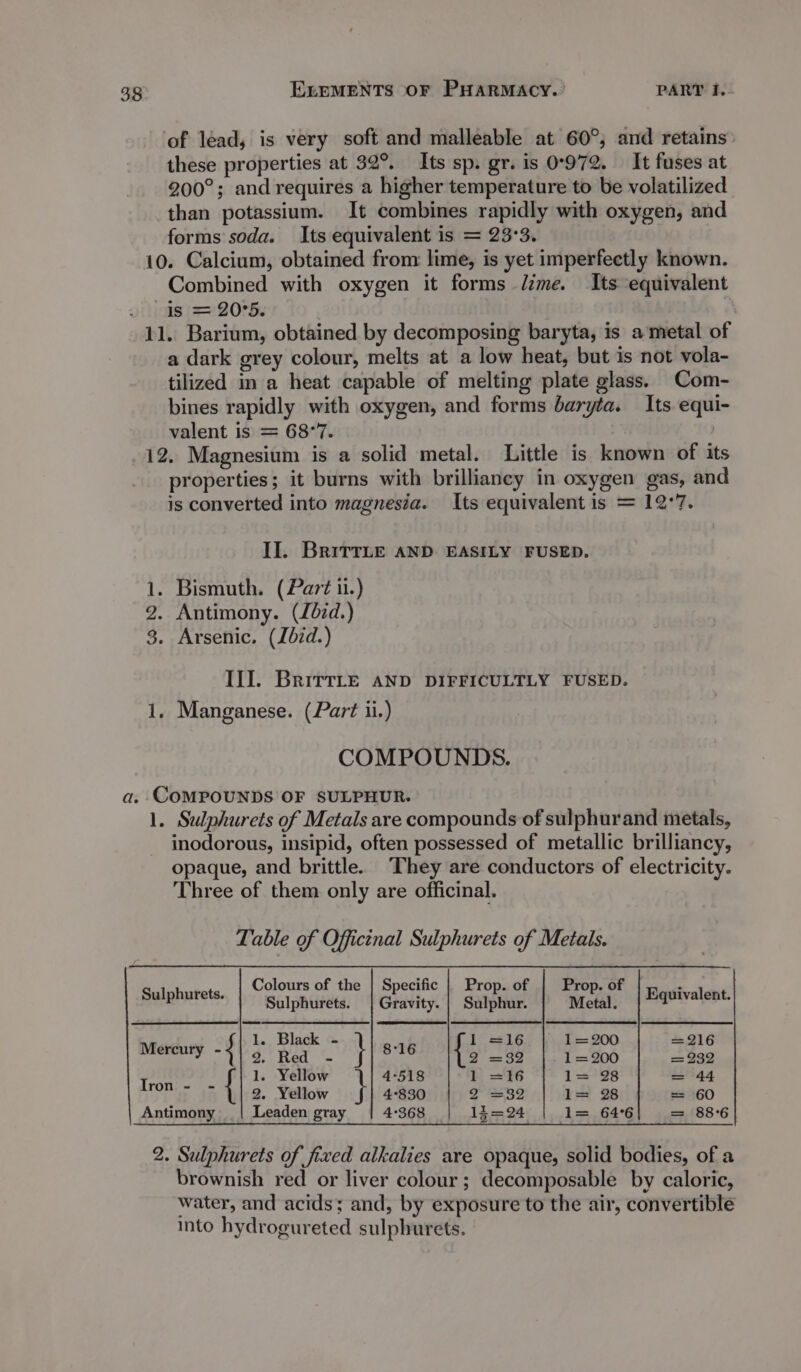 38 ELEMENTS OF PHARMACY. PART I.
of lead, is very soft and malleable at 60°, and retains
these properties at 32°. Its sp. gr. is 0·972. It fuses at
200°; and requires a higher temperature to be volatilized
than potassium. It combines rapidly with oxygen, and
forms soda. Its equivalent is = 23·3.
10. Calcium, obtained from lime, is yet imperfectly known.
Combined with oxygen it forms lime. Its equivalent
is = 20·5.
11. Barium, obtained by decomposing baryta, is a metal of
a dark grey colour, melts at a low heat, but is not vola-
tilized in a heat capable of melting plate glass. Com-
bines rapidly with oxygen, and forms baryta. Its equi-
valent is = 68·7.
12. Magnesium is a solid metal. Little is known of its
properties; it burns with brilliancy in oxygen gas, and
is converted into magnesia. Its equivalent is = 12·7.
II. BRITTLE AND EASILY FUSED.
1. Bismuth. (Part ii.)
2. Antimony. (Ibid.)
3. Arsenic. (Ibid.)
III. BRITTLE AND DIFFICULTLY FUSED.
1. Manganese. (Part ii.)
COMPOUNDS.
a. COMPOUNDS OF SULPHUR.
1. Sulphurets of Metals are compounds of sulphur and metals,
inodorous, insipid, often possessed of metallic brilliancy,
opaque, and brittle. They are conductors of electricity.
Three of them only are officinal.
Table of Officinal Sulphurets of Metals.
Sulphurets. | Colours of the Sulphurets. | Specific Gravity. | Prop. of Sulphur. | Prop. of Metal. | Equivalent.
Mercury - { 1. Black - } 8·16 { 1 =16 | 1=200 | =216
2. Red - | 2 =32 | 1=200 | =232
Iron - - { 1. Yellow } 4·518 | 1 =16 | 1= 28 | = 44
2. Yellow | 4·830 | 2 =32 | 1= 28 | = 60
Antimony | Leaden gray | 4·368 | 1½=24 | 1= 64·6 | = 88·6
2. Sulphurets of fixed alkalies are opaque, solid bodies, of a
brownish red or liver colour; decomposable by caloric,
water, and acids; and, by exposure to the air, convertible
into hydrogureted sulphurets.